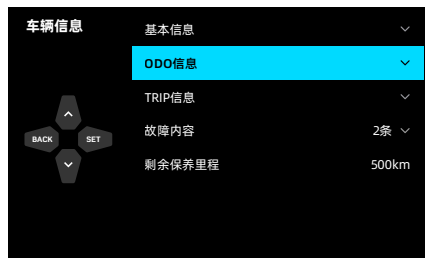 车辆信息
基本信息
ODO信息
TRIP信息
故障内容 2条
剩余保养里程 500km
BACK SET